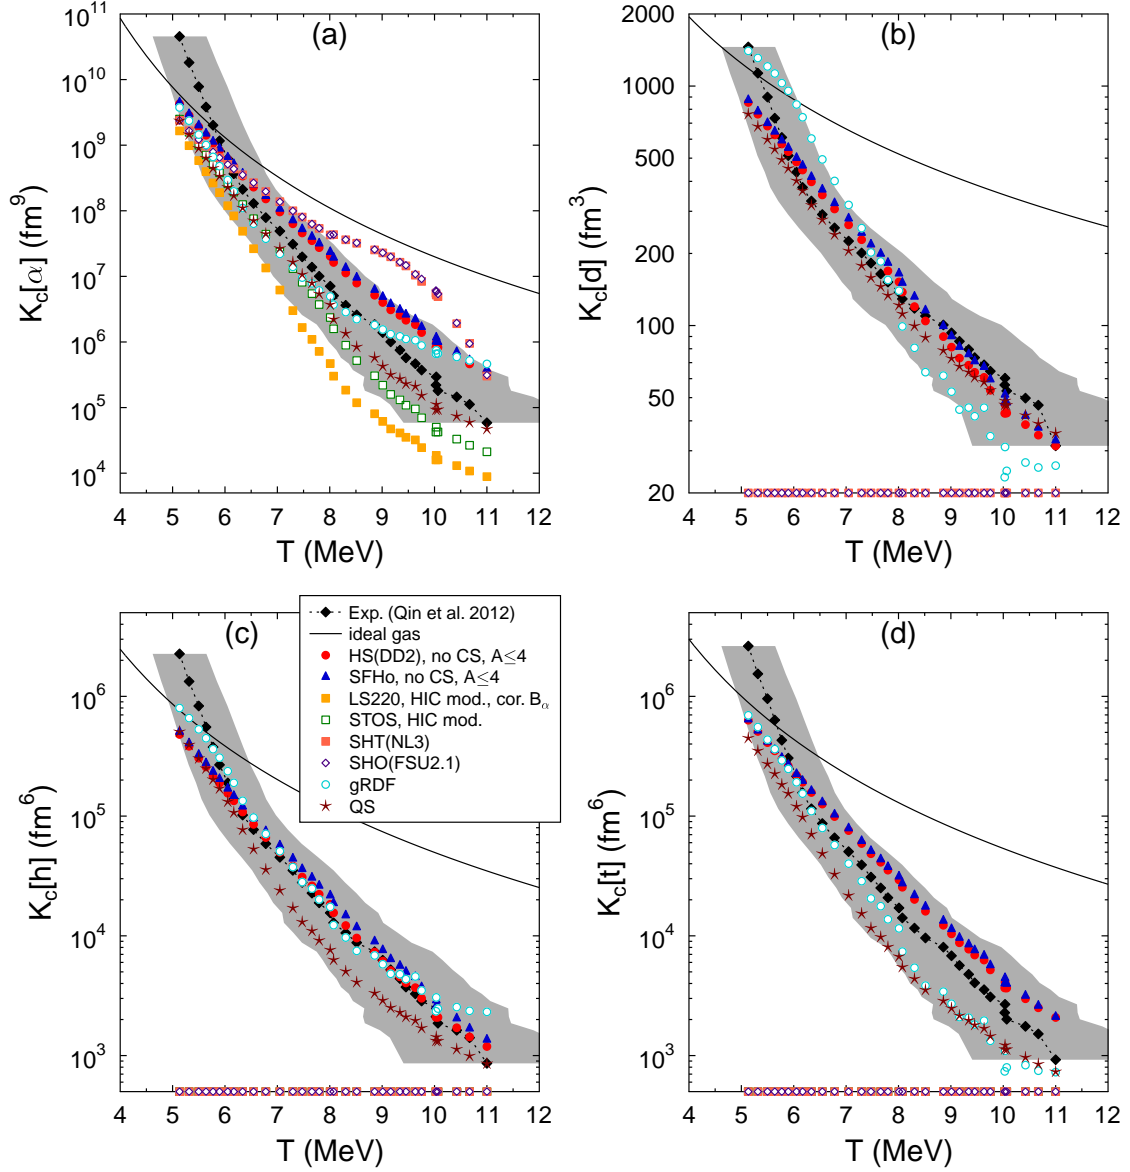 (a)
K_c[α] (fm^9)
10^11
10^10
10^9
10^8
10^7
10^6
10^5
10^4
4 5 6 7 8 9 10 11 12
T (MeV)
(b)
K_c[d] (fm^3)
2000
1000
500
200
100
50
20
4 5 6 7 8 9 10 11 12
T (MeV)
(c)
K_c[h] (fm^6)
10^6
10^5
10^4
10^3
4 5 6 7 8 9 10 11 12
T (MeV)
Exp. (Qin et al. 2012)
ideal gas
HS(DD2), no CS, A≤4
SFHo, no CS, A≤4
LS220, HIC mod., cor. B_α
STOS, HIC mod.
SHT(NL3)
SHO(FSU2.1)
gRDF
QS
(d)
K_c[t] (fm^6)
10^6
10^5
10^4
10^3
4 5 6 7 8 9 10 11 12
T (MeV)